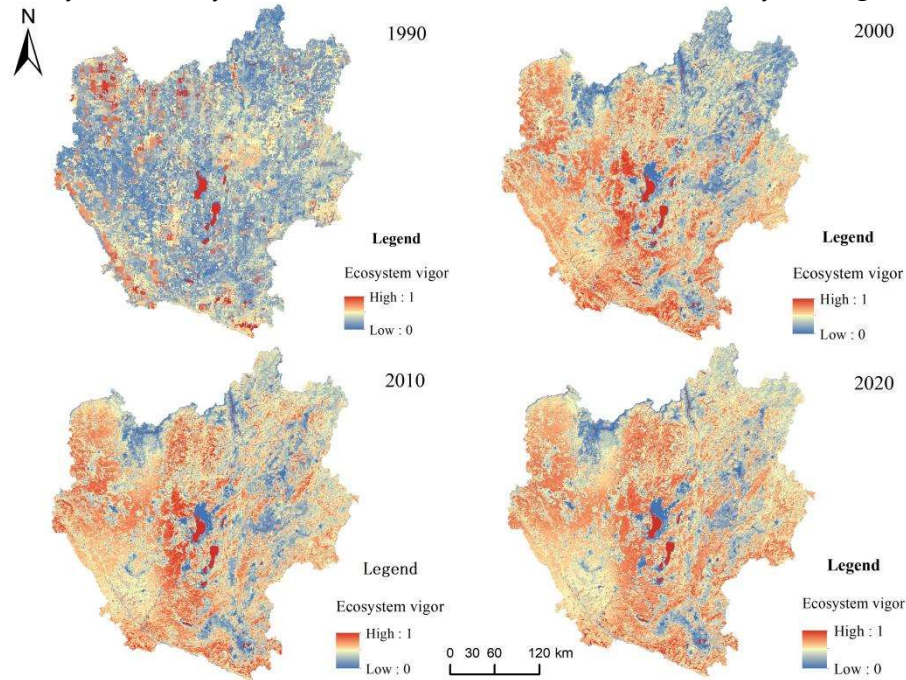 N
1990
Legend
Ecosystem vigor
High : 1
Low : 0
2000
Legend
Ecosystem vigor
High : 1
Low : 0
2010
Legend
Ecosystem vigor
High : 1
Low : 0
0 30 60 120 km
2020
Legend
Ecosystem vigor
High : 1
Low : 0